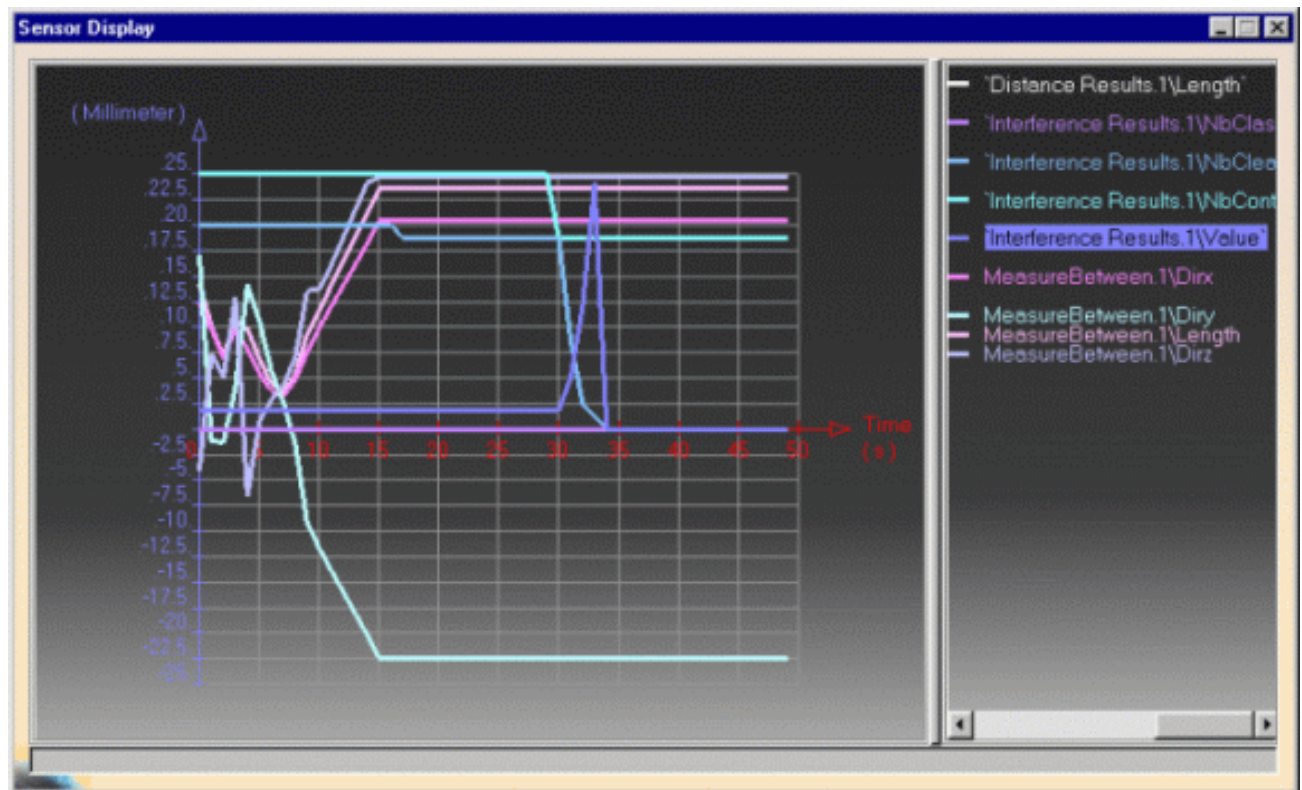 Sensor Display
(Millimeter)
.25.
.22.5.
.20.
.17.5.
.15.
.12.5.
10.
7.5.
.5.
.2.5.
-2.5.
-5
-7.5.
-10
-12.5.
-15
-17.5
-20
-22.5
-25
0 5 10 15 20 25 30 35 40 45 50
Time
(s)
`Distance Results.1\Length`
`Interference Results.1\NbClas
`Interference Results.1\NbClea
`Interference Results.1\NbCont
`Interference Results.1\Value`
MeasureBetween.1\Dirx
MeasureBetween.1\Diry
MeasureBetween.1\Length
MeasureBetween.1\Dirz